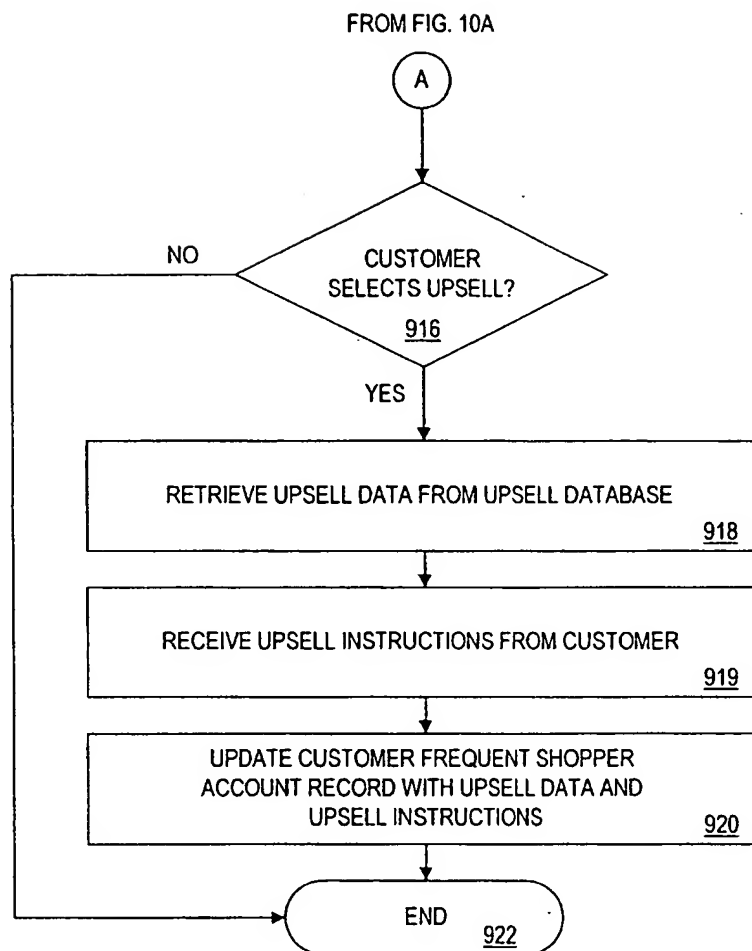 FROM FIG. 10A
A
NO
CUSTOMER
SELECTS UPSELL?
916
YES
RETRIEVE UPSELL DATA FROM UPSELL DATABASE
918
RECEIVE UPSELL INSTRUCTIONS FROM CUSTOMER
919
UPDATE CUSTOMER FREQUENT SHOPPER
ACCOUNT RECORD WITH UPSELL DATA AND
UPSELL INSTRUCTIONS
920
END
922